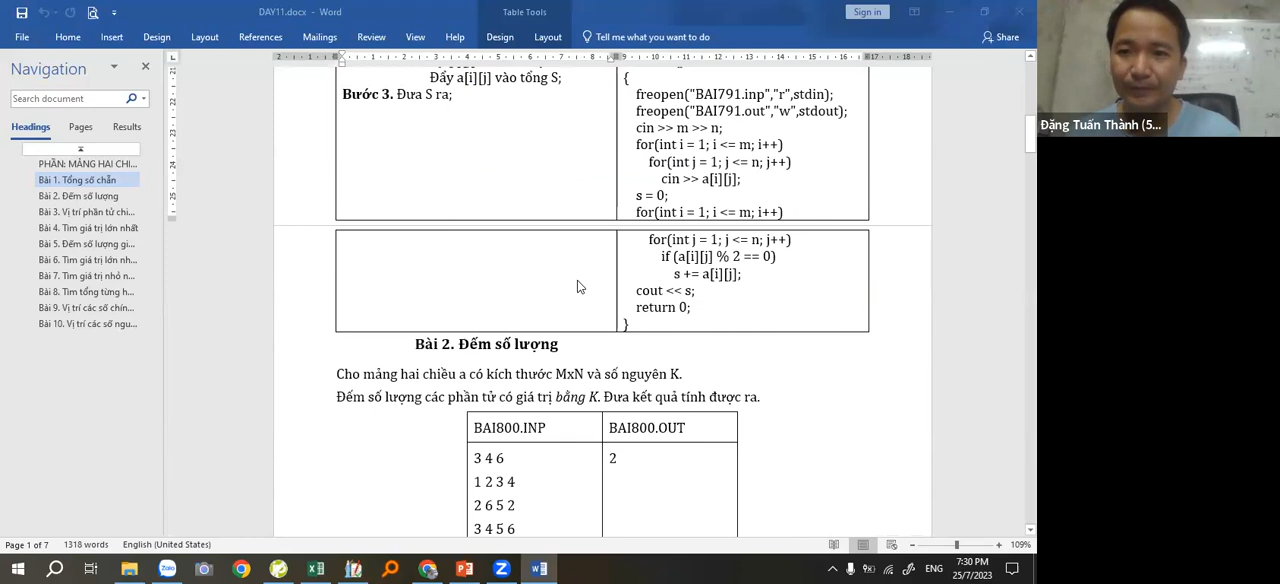 DAY11.docx - Word
Table Tools
Sign in
File Home Insert Design Layout References Mailings Review View Help Design Layout Tell me what you want to do Share
Navigation
Search document
Headings Pages Results
PHẦN: MẢNG HAI CHI...
Bài 1. Tổng số chẵn
Bài 2. Đếm số lượng
Bài 3. Vị trí phần tử chi...
Bài 4. Tìm giá trị lớn nhất
Bài 5. Đếm số lượng gi...
Bài 6. Tìm giá trị lớn nh...
Bài 7. Tìm giá trị nhỏ n...
Bài 8. Tìm tổng từng h...
Bài 9. Vị trí các số chín...
Bài 10. Vị trí các số ngu...
Đẩy a[i][j] vào tổng S;
Bước 3. Đưa S ra;
{
freopen("BAI791.inp","r",stdin);
freopen("BAI791.out","w",stdout);
cin >> m >> n;
for(int i = 1; i <= m; i++)
for(int j = 1; j <= n; j++)
cin >> a[i][j];
s = 0;
for(int i = 1; i <= m; i++)
for(int j = 1; j <= n; j++)
if (a[i][j] % 2 == 0)
s += a[i][j];
cout << s;
return 0;
}
Bài 2. Đếm số lượng
Cho mảng hai chiều a có kích thước MxN và số nguyên K.
Đếm số lượng các phần tử có giá trị bằng K. Đưa kết quả tính được ra.
BAI800.INP BAI800.OUT
3 4 6 2
1 2 3 4
2 6 5 2
3 4 5 6
Đặng Tuấn Thành (5...
Page 1 of 7 1318 words English (United States) 109%
Zalo
ENG
7:30 PM
25/7/2023